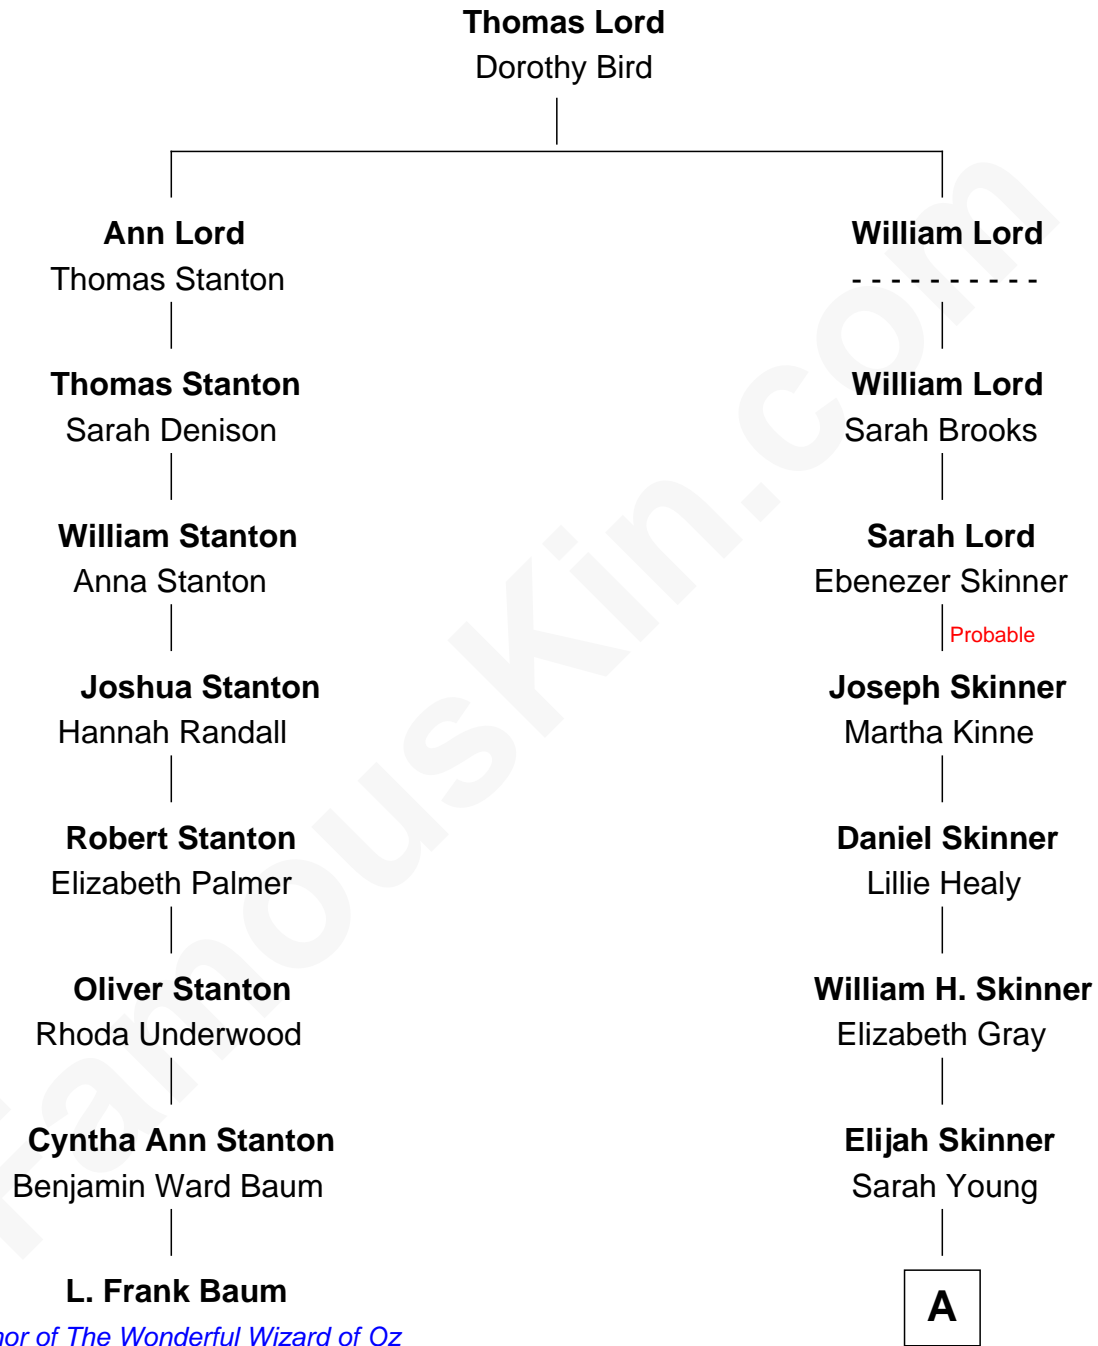 Thomas Lord
Dorothy Bird
Ann Lord
Thomas Stanton
William Lord
- - - - - - - - - -
Thomas Stanton
Sarah Denison
William Lord
Sarah Brooks
William Stanton
Anna Stanton
Sarah Lord
Ebenezer Skinner
Probable
Joshua Stanton
Hannah Randall
Joseph Skinner
Martha Kinne
Robert Stanton
Elizabeth Palmer
Daniel Skinner
Lillie Healy
Oliver Stanton
Rhoda Underwood
William H. Skinner
Elizabeth Gray
Cyntha Ann Stanton
Benjamin Ward Baum
Elijah Skinner
Sarah Young
L. Frank Baum
hor of The Wonderful Wizard of Oz
A
FamousKin.com